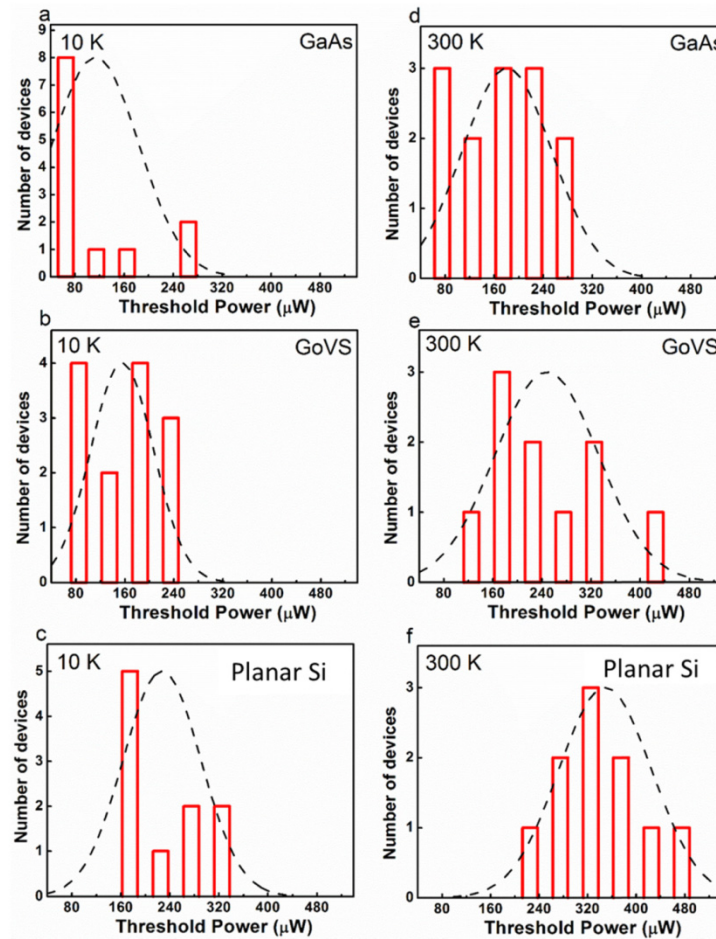 a
10 K
GaAs
Number of devices
9
8
7
6
5
4
3
2
1
0
80 160 240 320 400 480
Threshold Power (μW)
d
300 K
GaAs
Number of devices
4
3
2
1
0
80 160 240 320 400 480
Threshold Power (μW)
b
10 K
GoVS
Number of devices
4
3
2
1
0
80 160 240 320 400 480
Threshold Power (μW)
e
300 K
GoVS
Number of devices
4
3
2
1
0
80 160 240 320 400 480
Threshold Power (μW)
c
10 K
Planar Si
Number of devices
5
4
3
2
1
0
80 160 240 320 400 480
Threshold Power (μW)
f
300 K
Planar Si
Number of devices
4
3
2
1
0
80 160 240 320 400 480
Threshold Power (μW)